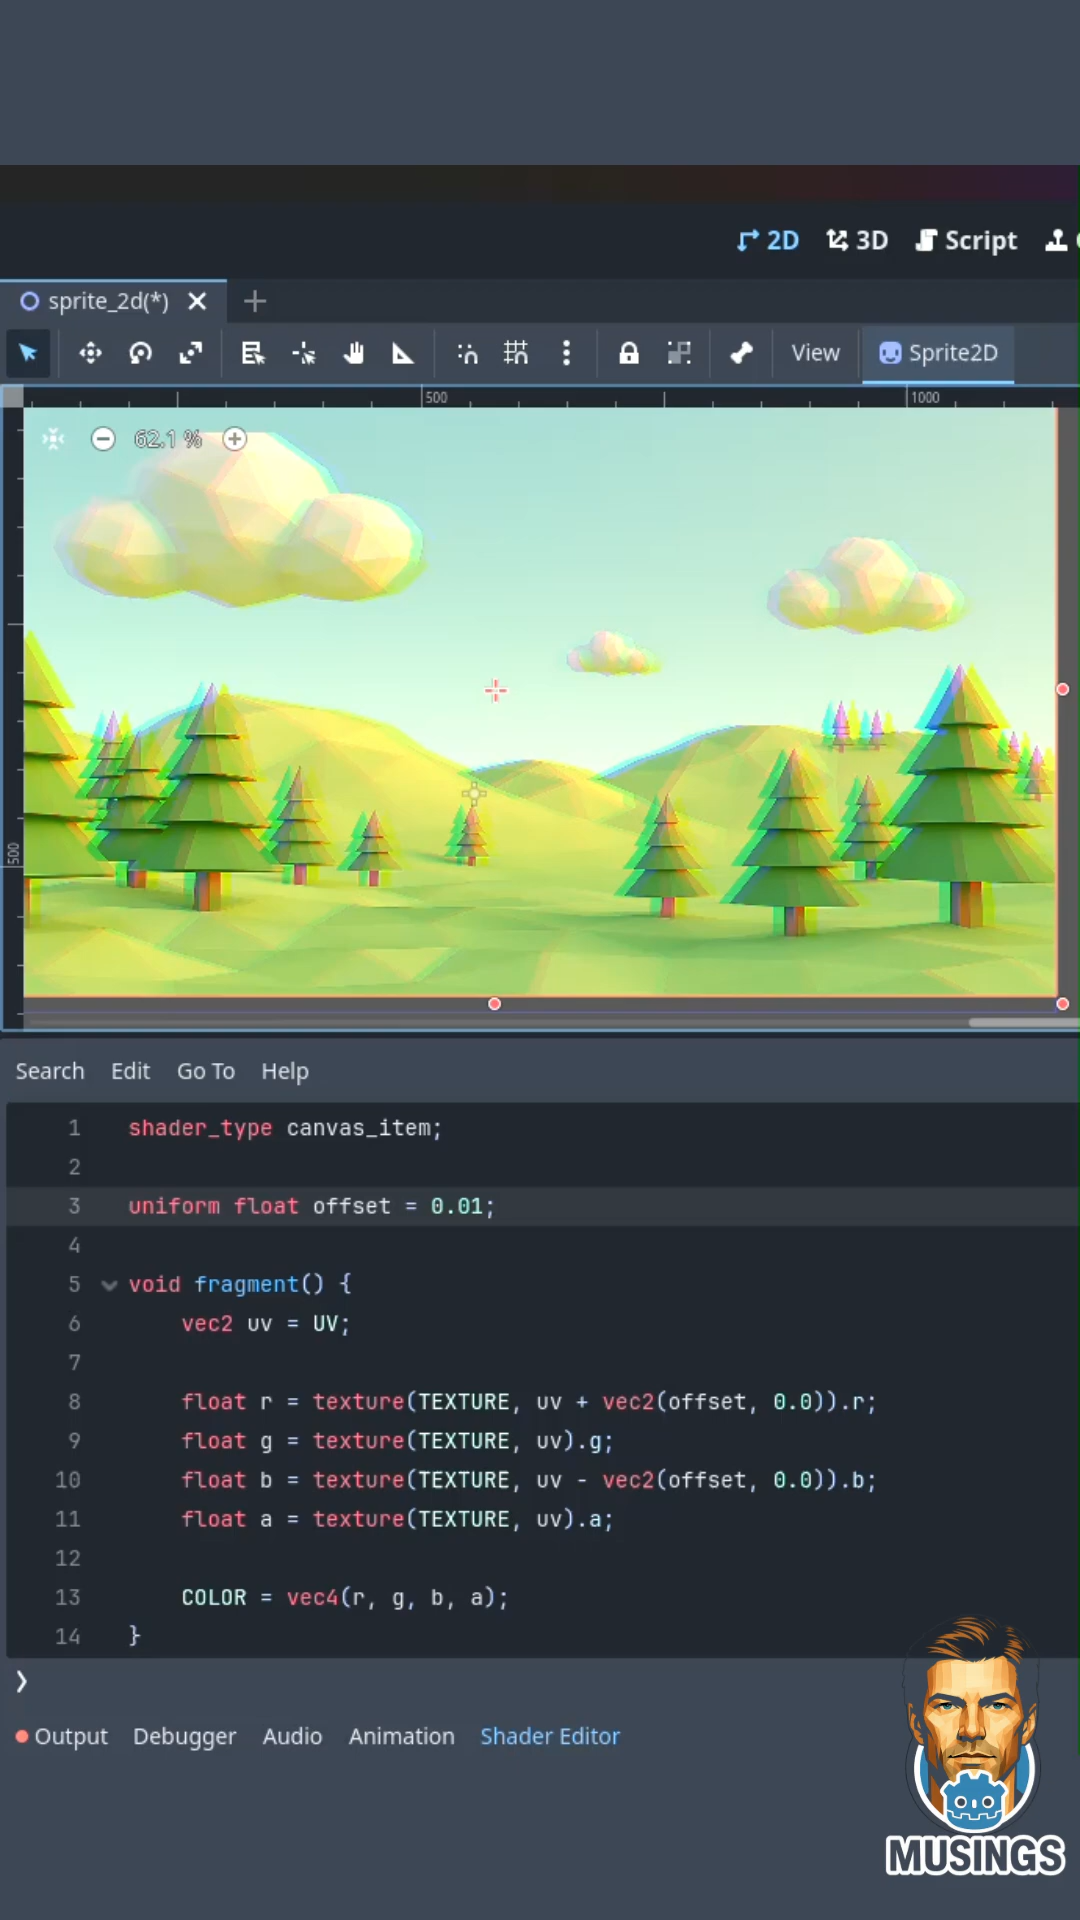 2D 3D Script
sprite_2d(*)
View Sprite2D
500 1000
62.1 %
500
Search Edit Go To Help
1 shader_type canvas_item;
2
3 uniform float offset = 0.01;
4
5 void fragment() {
6 vec2 uv = UV;
7
8 float r = texture(TEXTURE, uv + vec2(offset, 0.0)).r;
9 float g = texture(TEXTURE, uv).g;
10 float b = texture(TEXTURE, uv - vec2(offset, 0.0)).b;
11 float a = texture(TEXTURE, uv).a;
12
13 COLOR = vec4(r, g, b, a);
14 }
Output Debugger Audio Animation Shader Editor
MUSINGS